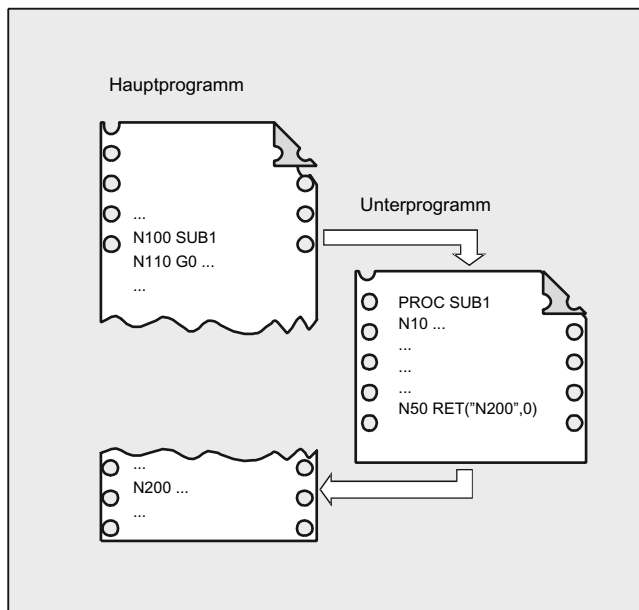 Hauptprogramm
...
N100 SUB1
N110 G0 ...
...
Unterprogramm
PROC SUB1
N10 ...
...
...
...
N50 RET("N200",0)
...
N200 ...
...